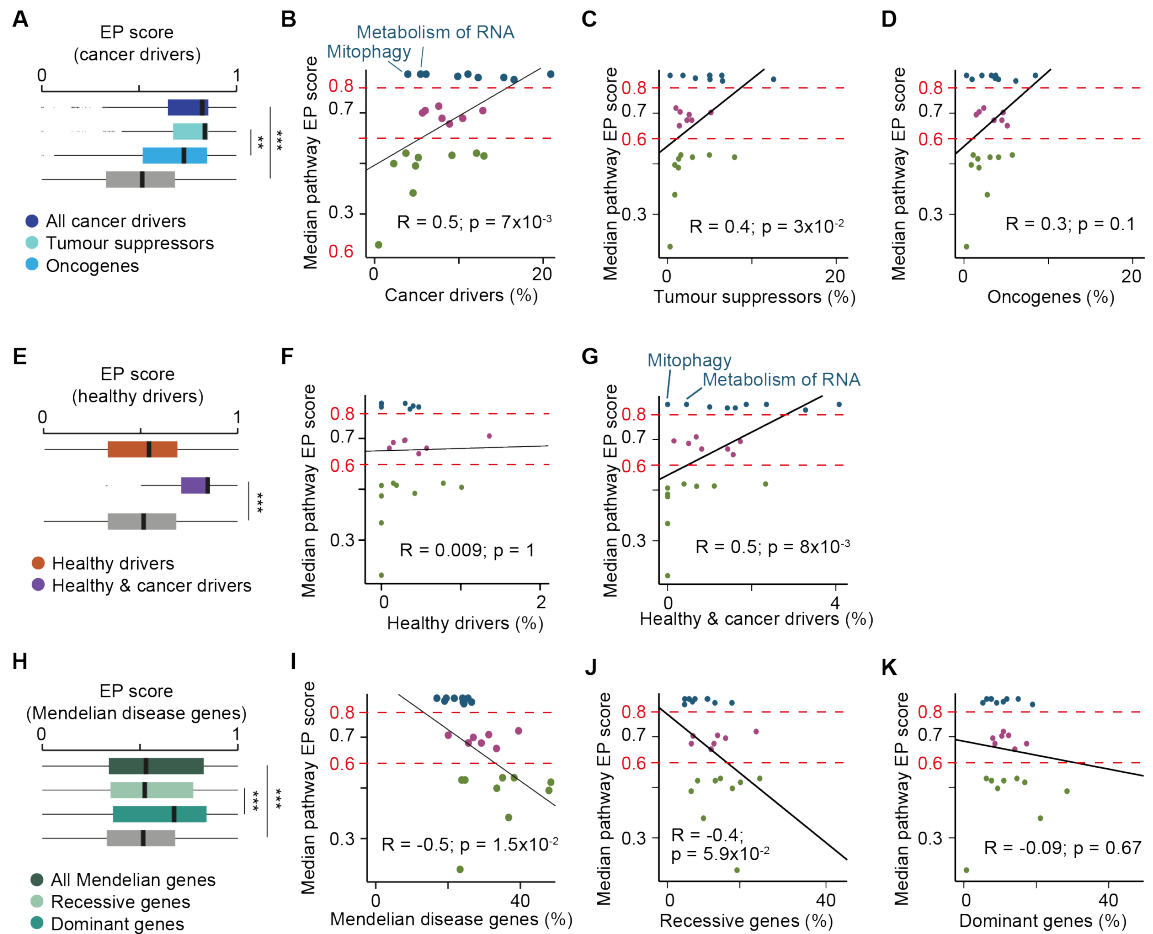 A
EP score
(cancer drivers)
0 1
***
**
All cancer drivers
Tumour suppressors
Oncogenes
B
Metabolism of RNA
Mitophagy
Median pathway EP score
0.8
0.7
0.6
0.3
0.6
R = 0.5; p = 7x10-3
0 20
Cancer drivers (%)
C
Median pathway EP score
0.8
0.7
0.6
0.3
R = 0.4; p = 3x10-2
0 20
Tumour suppressors (%)
D
Median pathway EP score
0.8
0.7
0.6
0.3
R = 0.3; p = 0.1
0 20
Oncogenes (%)
E
EP score
(healthy drivers)
0 1
***
Healthy drivers
Healthy & cancer drivers
F
Median pathway EP score
0.8
0.7
0.6
0.3
R = 0.009; p = 1
0 2
Healthy drivers (%)
G
Mitophagy
Metabolism of RNA
Median pathway EP score
0.8
0.7
0.6
0.3
R = 0.5; p = 8x10-3
0 4
Healthy & cancer drivers (%)
H
EP score
(Mendelian disease genes)
0 1
***
***
All Mendelian genes
Recessive genes
Dominant genes
I
Median pathway EP score
0.8
0.7
0.6
0.3
R = -0.5; p = 1.5x10-2
0 40
Mendelian disease genes (%)
J
Median pathway EP score
0.8
0.7
0.6
0.3
R = -0.4;
p = 5.9x10-2
0 40
Recessive genes (%)
K
Median pathway EP score
0.8
0.7
0.6
0.3
R = -0.09; p = 0.67
0 40
Dominant genes (%)